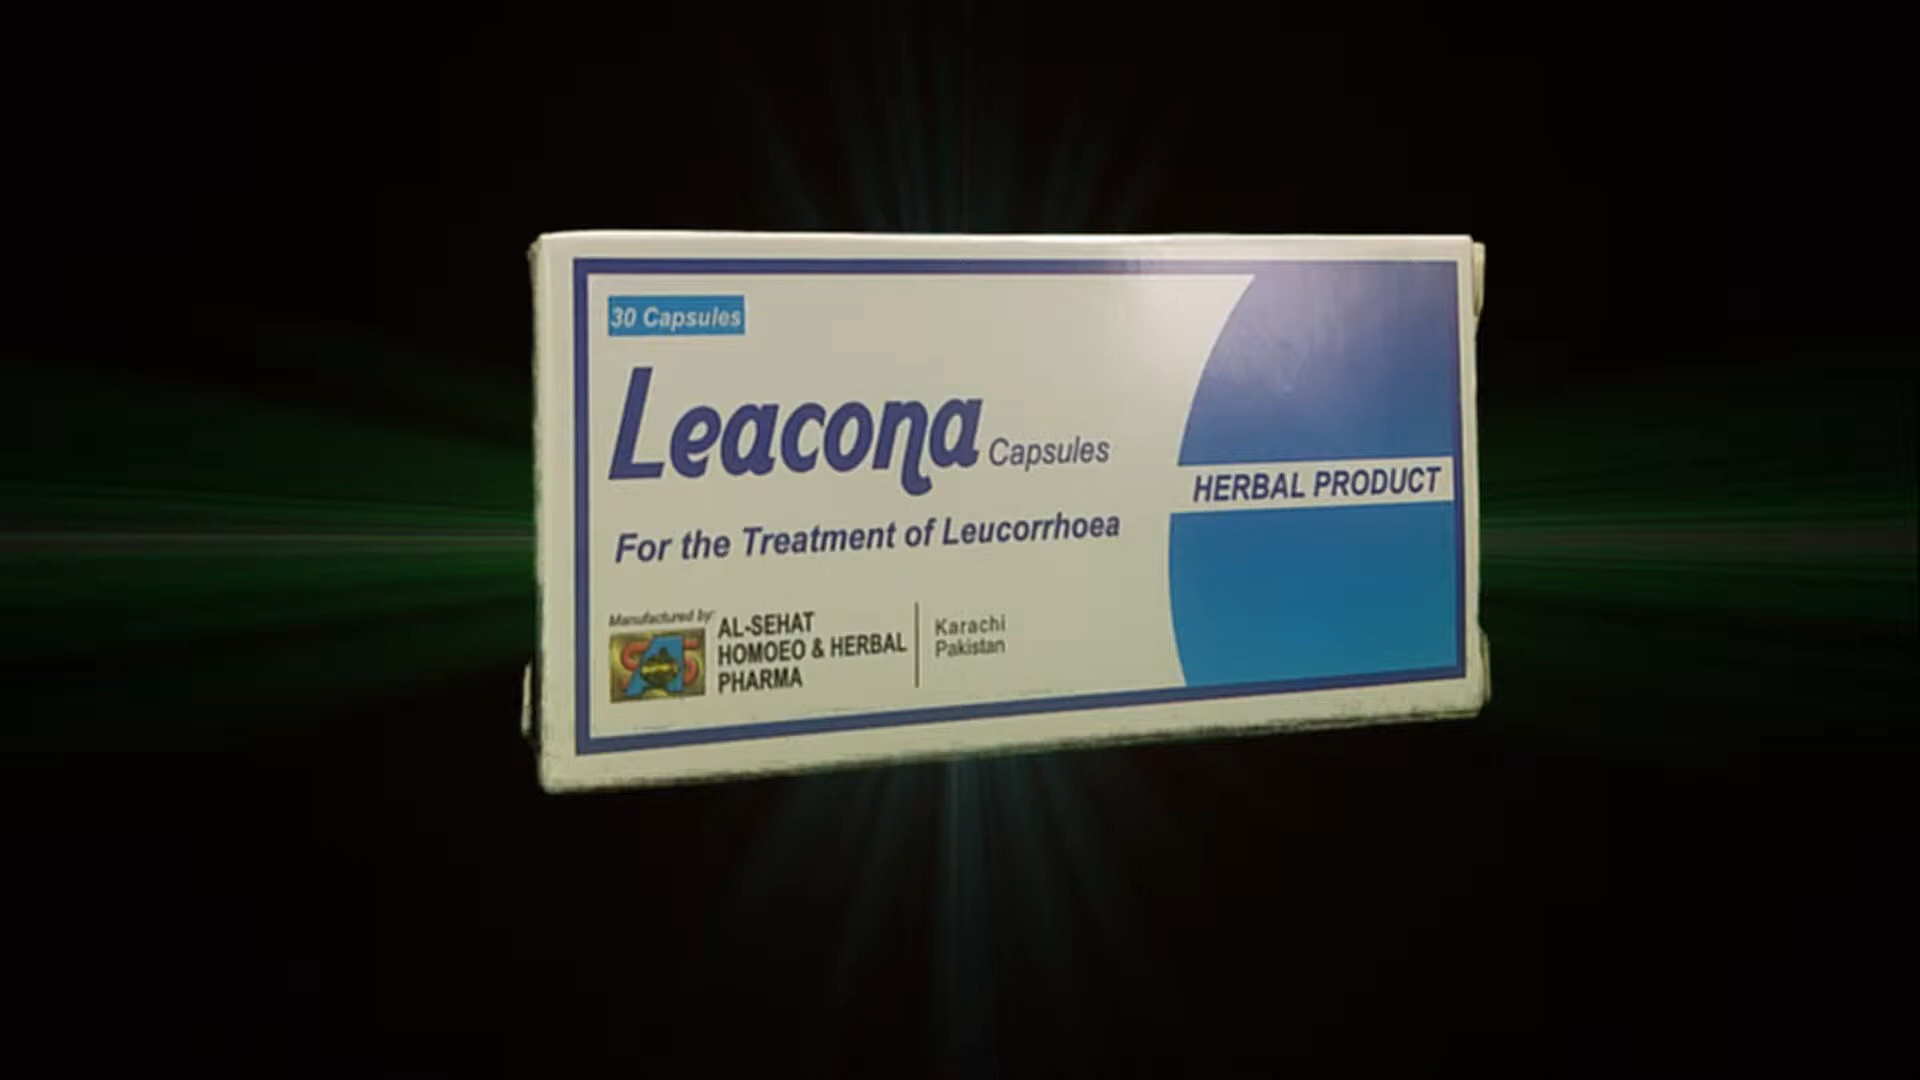 30 Capsules
Leacona Capsules
HERBAL PRODUCT
For the Treatment of Leucorrhoea
Manufactured by:
AL-SEHAT
HOMOEO & HERBAL
PHARMA
Karachi
Pakistan